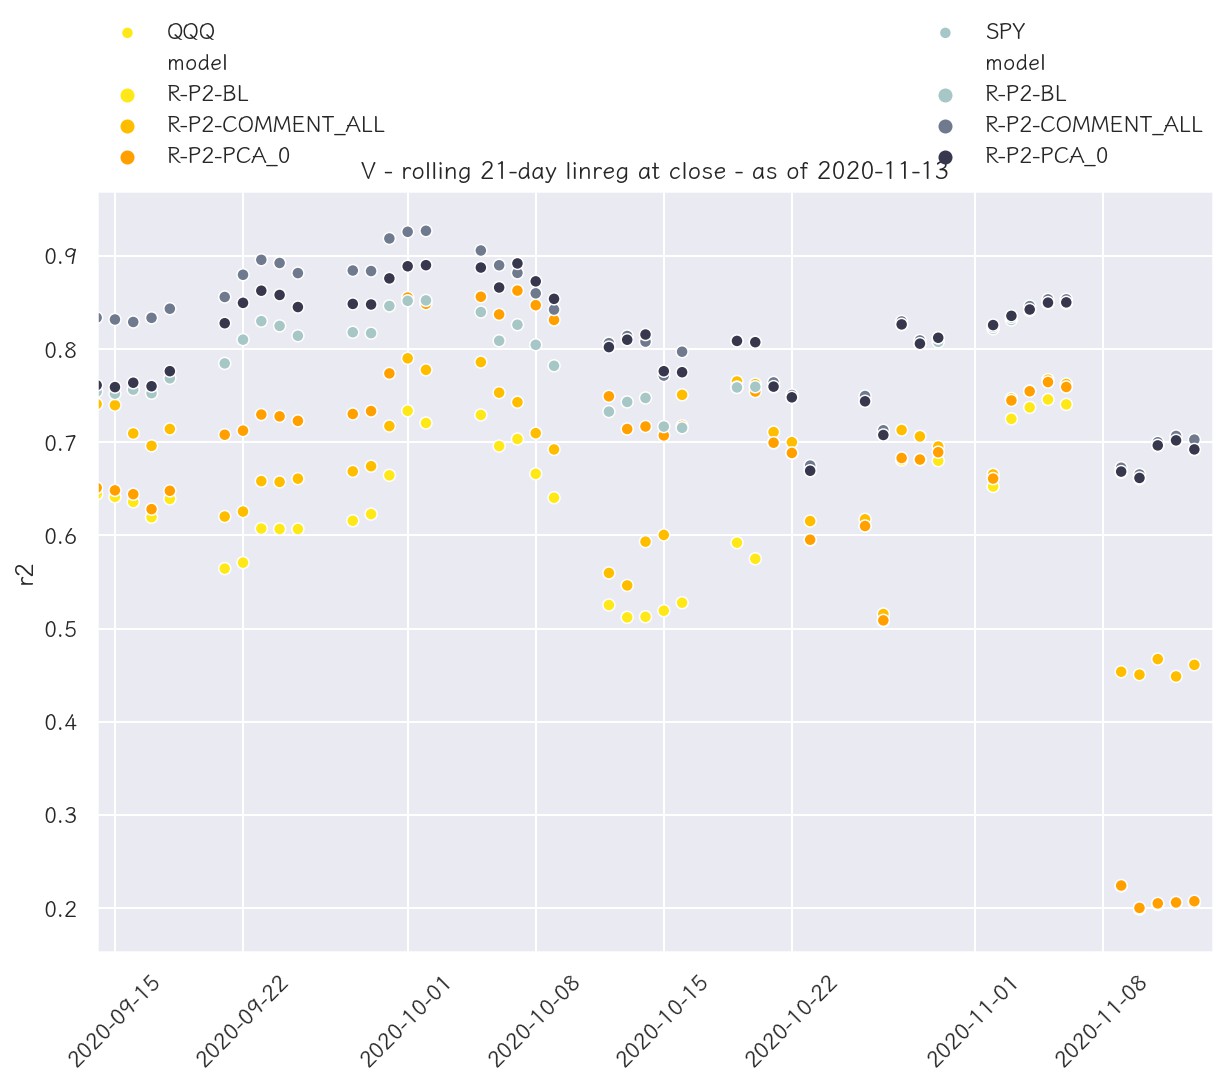 QQQ
model
R-P2-BL
R-P2-COMMENT_ALL
R-P2-PCA_0
SPY
model
R-P2-BL
R-P2-COMMENT_ALL
R-P2-PCA_0
V - rolling 21-day linreg at close - as of 2020-11-13
0.9
0.8
0.7
0.6
0.5
0.4
0.3
0.2
r2
2020-09-15
2020-09-22
2020-10-01
2020-10-08
2020-10-15
2020-10-22
2020-11-01
2020-11-08